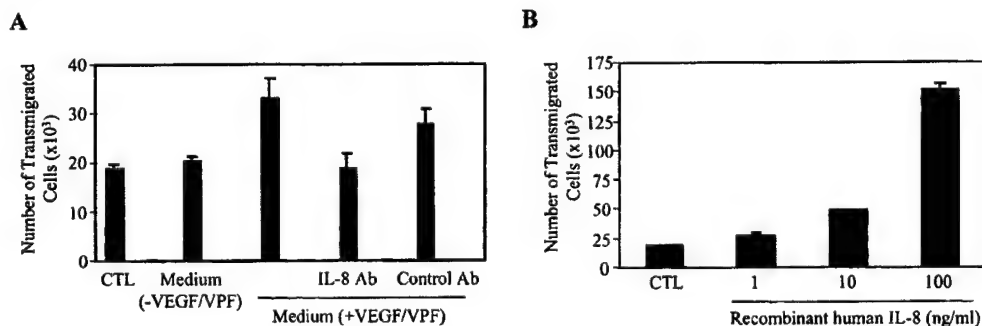 A
Number of Transmigrated
Cells (x10³)
40
30
20
10
0
CTL
Medium
(-VEGF/VPF)
IL-8 Ab
Control Ab
Medium (+VEGF/VPF)
B
Number of Transmigrated
Cells (x10³)
175
150
125
100
75
50
25
0
CTL
1
10
100
Recombinant human IL-8 (ng/ml)